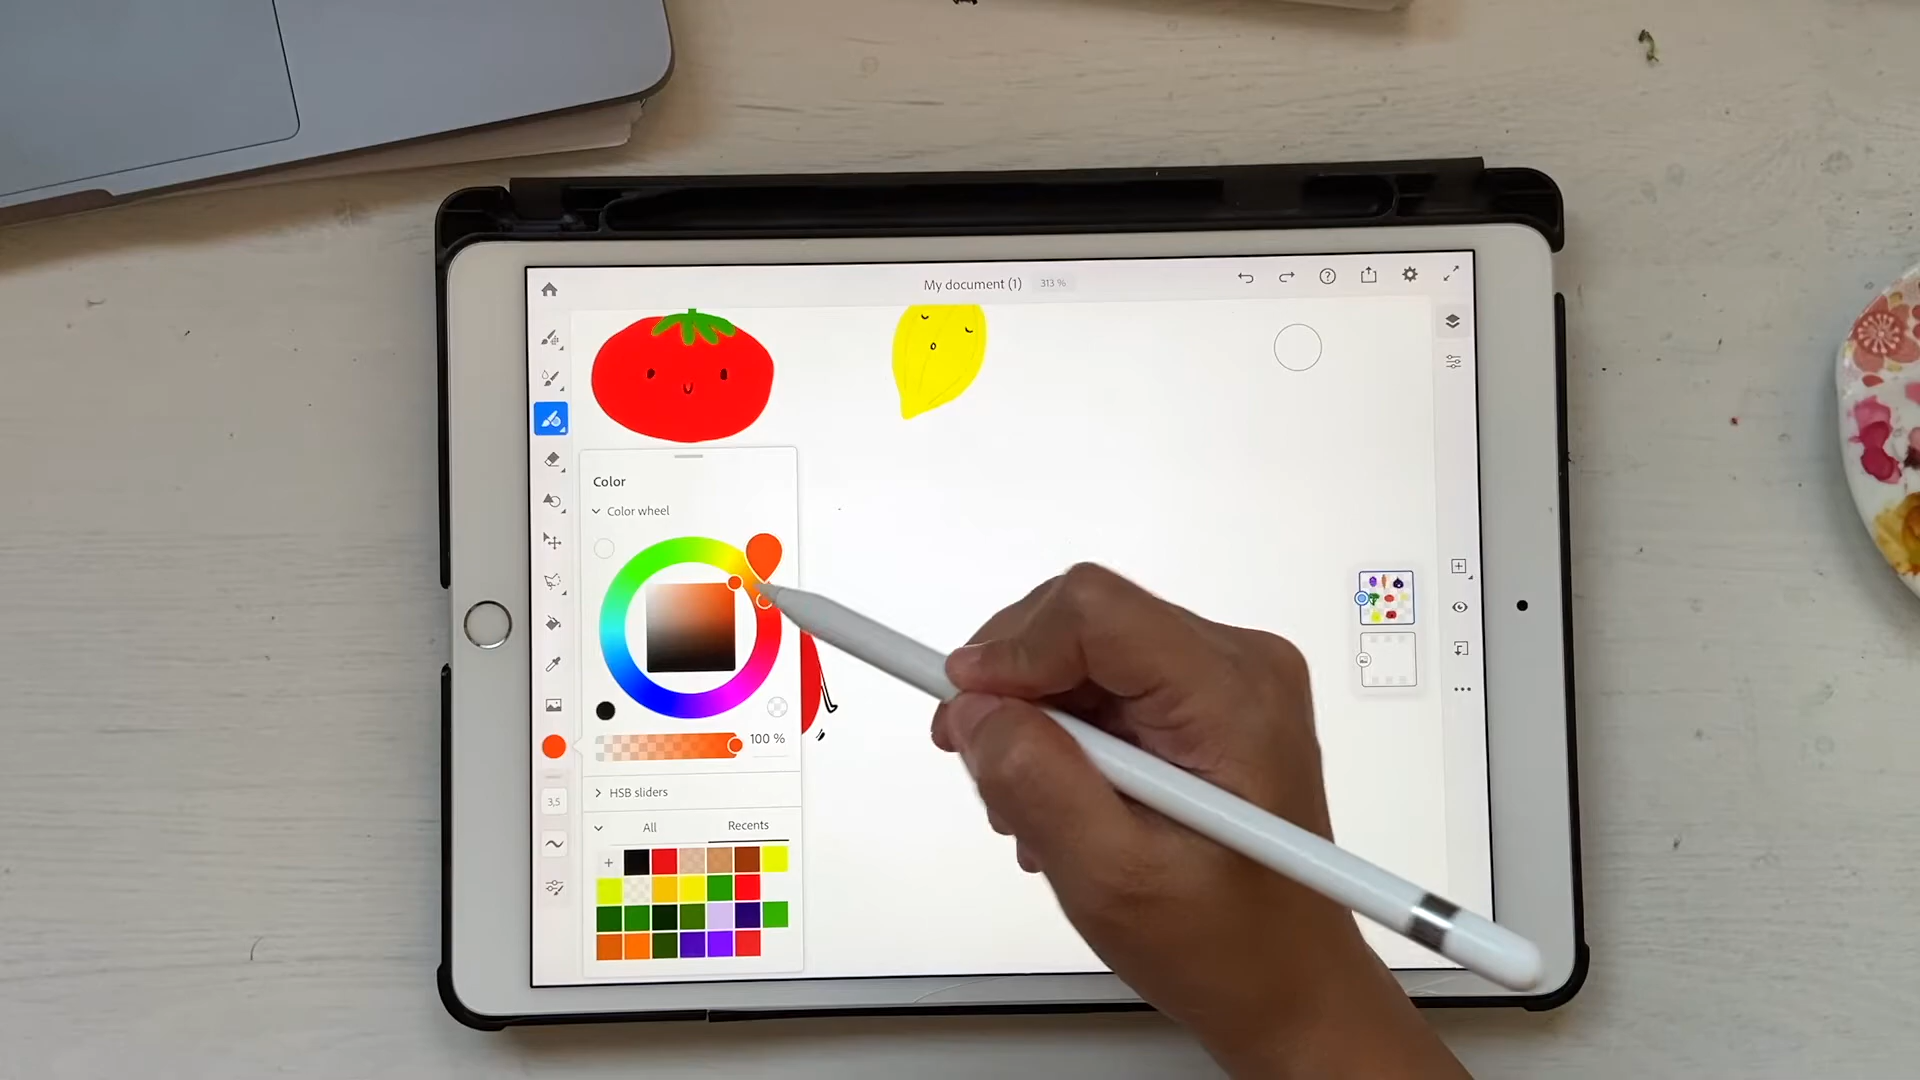 My document (1) 313 %
?
Color
Color wheel
100 %
HSB sliders
3,5
All Recents